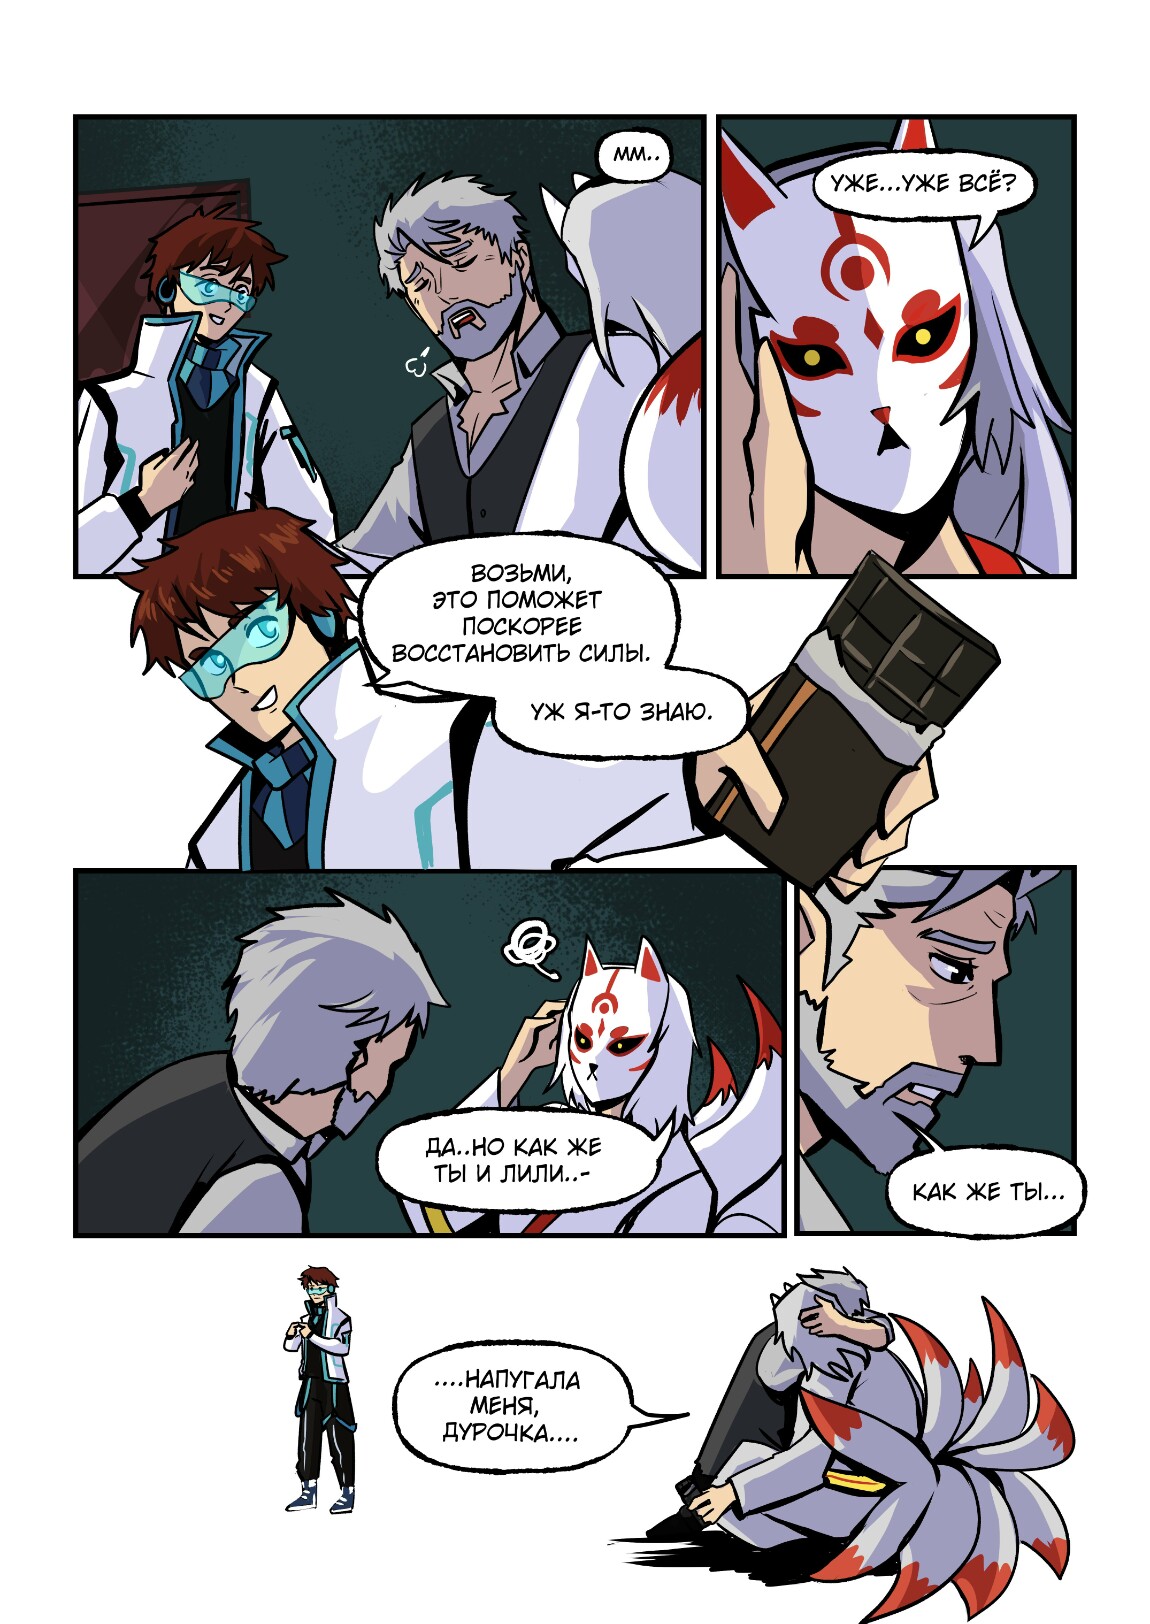 ММ..
УЖЕ...УЖЕ ВСЁ?
ВОЗЬМИ,
ЭТО ПОМОЖЕТ
ПОСКОРЕЕ
ВОССТАНОВИТЬ СИЛЫ.
УЖ Я-ТО ЗНАЮ.
ДА..НО КАК ЖЕ
ТЫ И ЛИЛИ..-
КАК ЖЕ ТЫ...
....НАПУГАЛА
МЕНЯ,
ДУРОЧКА....